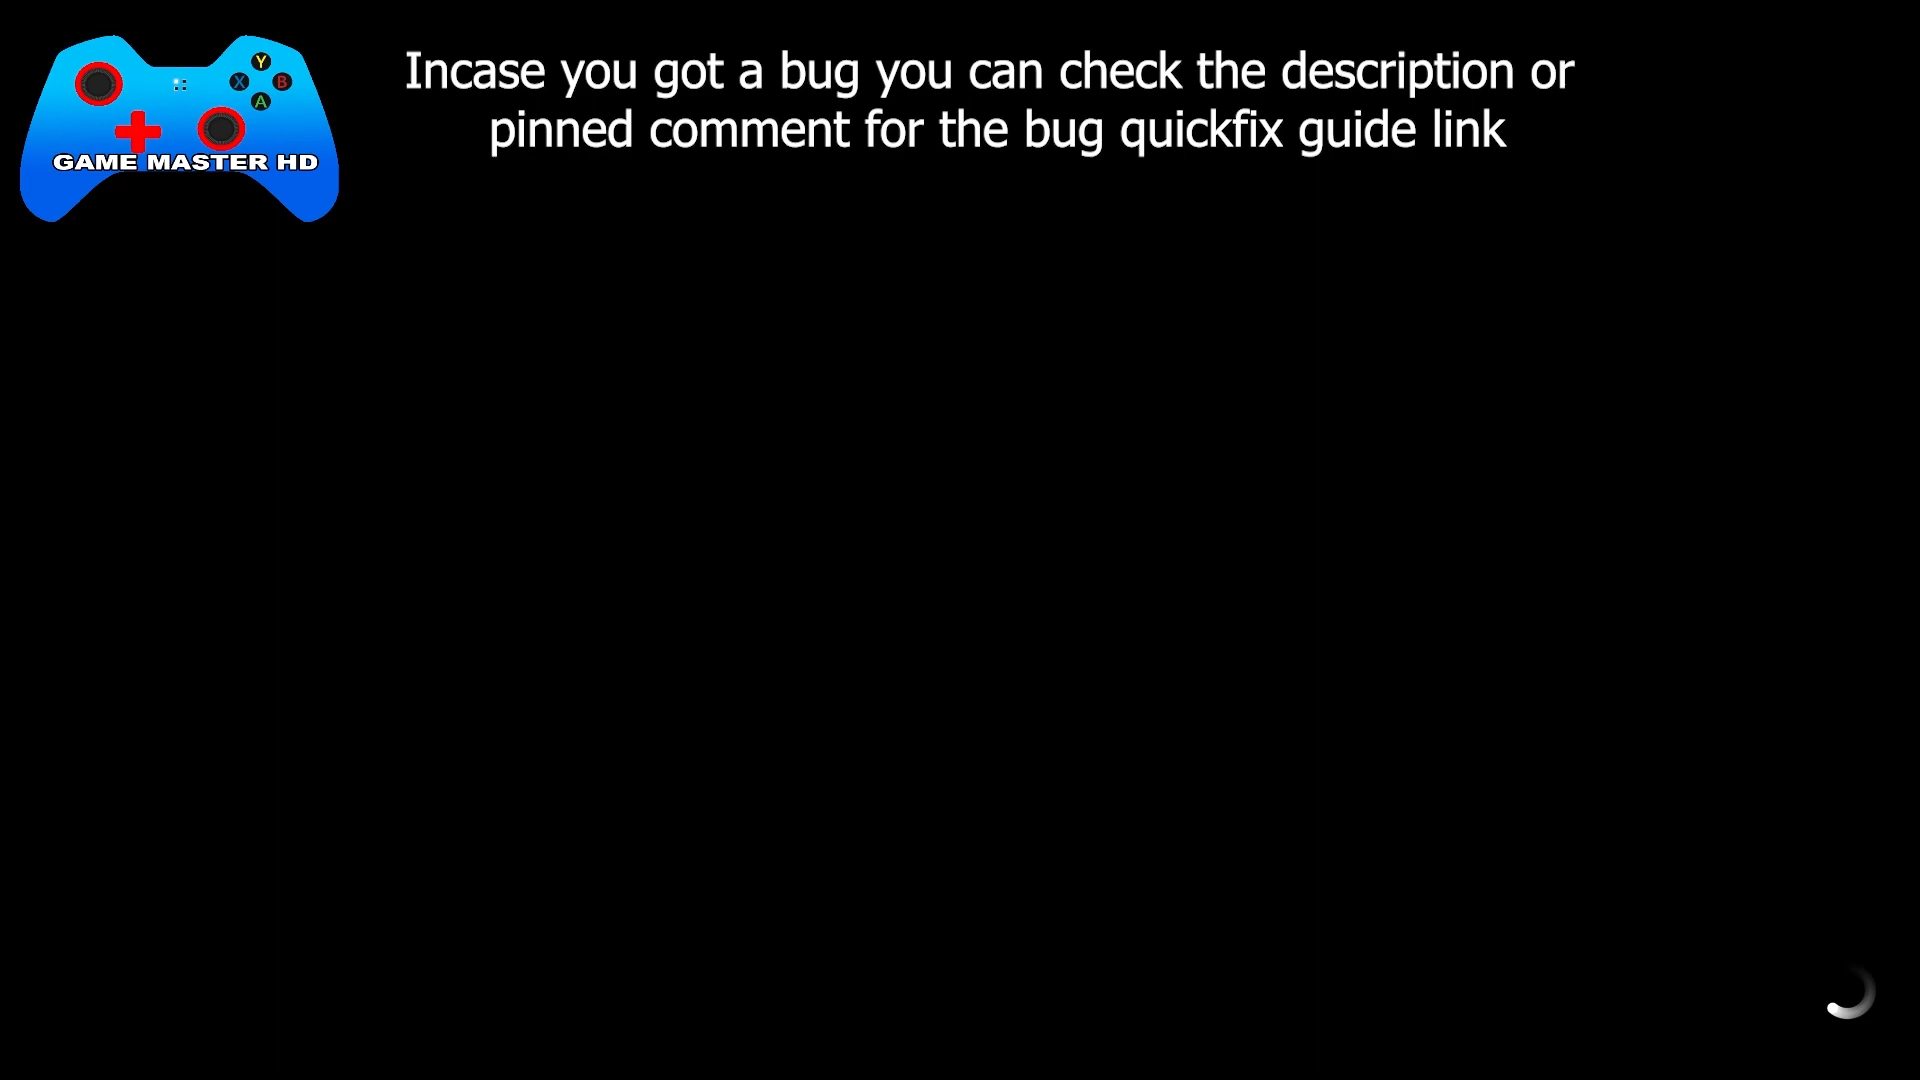 Incase you got a bug you can check the description or
pinned comment for the bug quickfix guide link
Y
X B
A
GAME MASTER HD